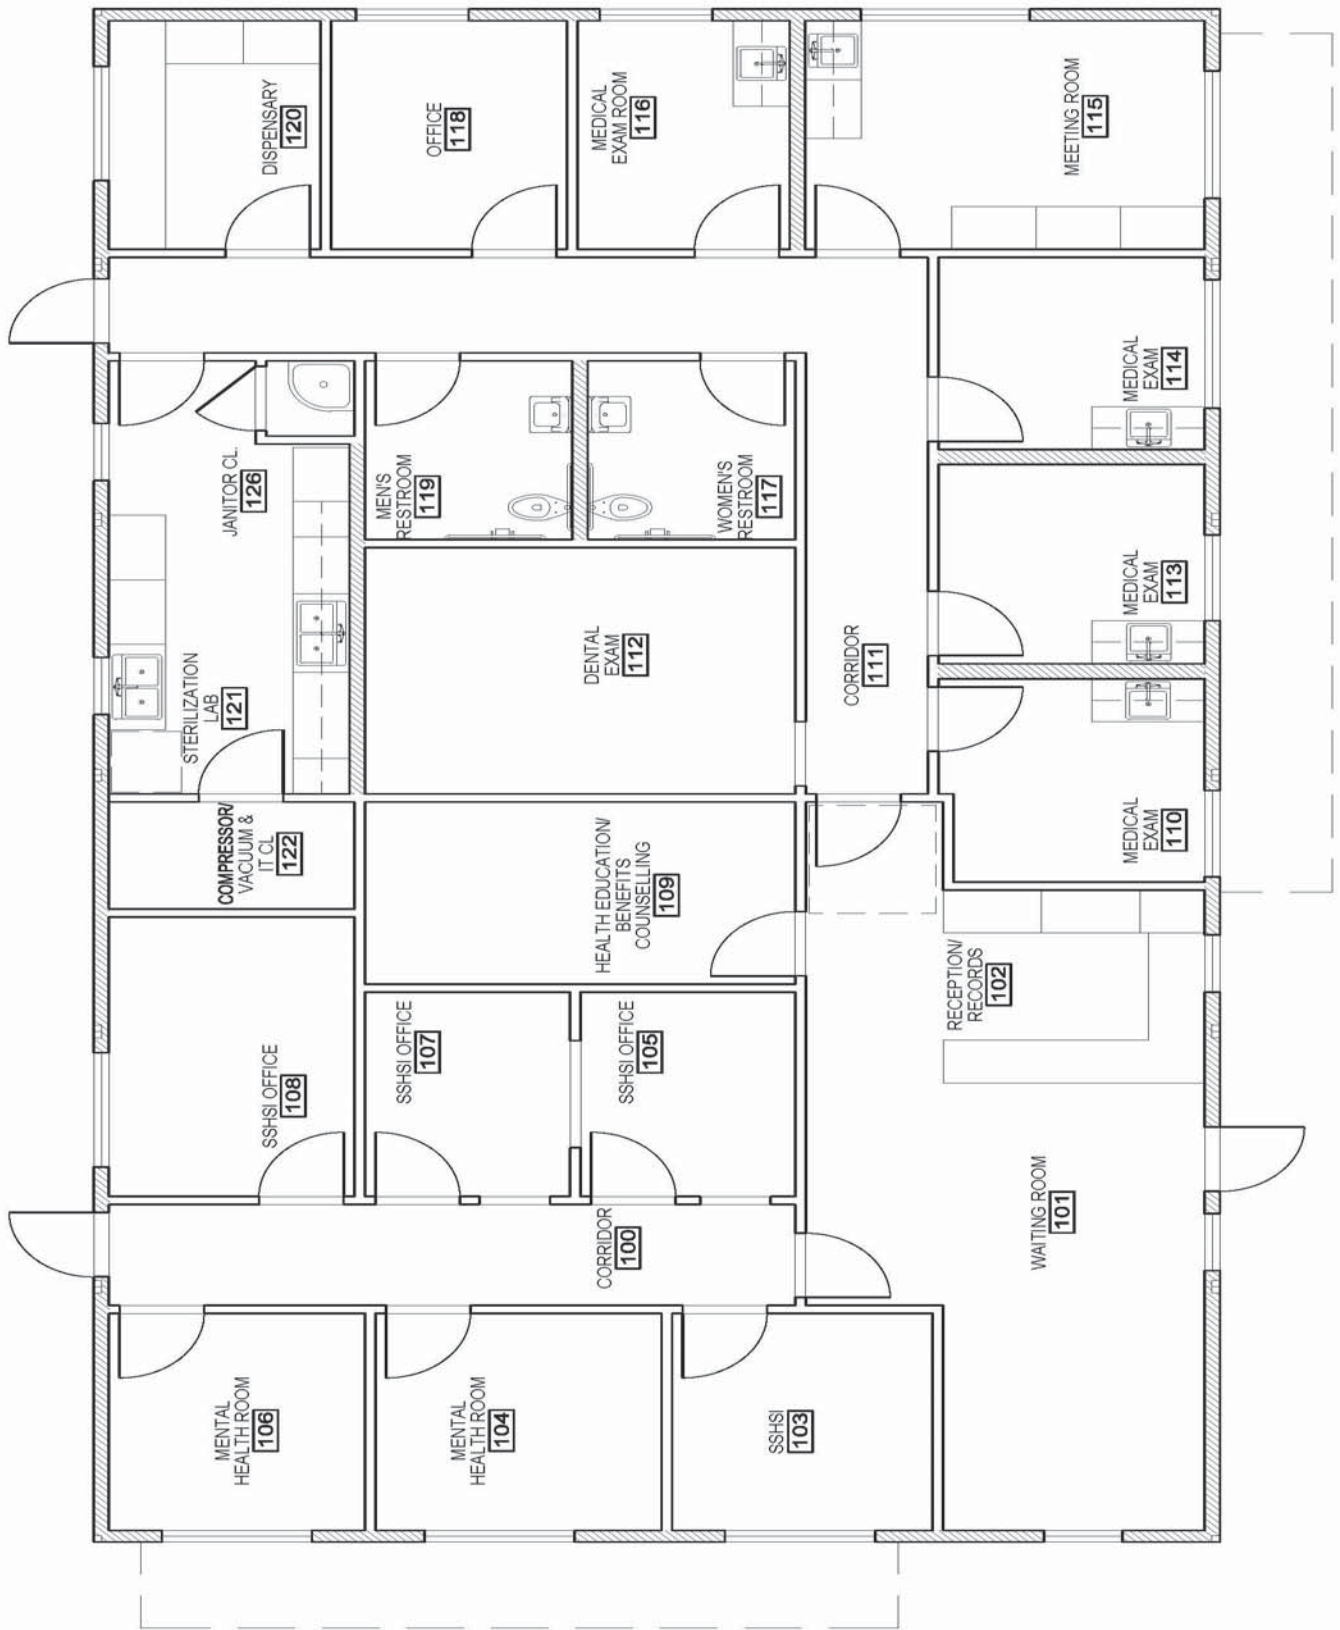 DISPENSARY
120
OFFICE
118
MEDICAL
EXAM ROOM
116
MEETING ROOM
115
JANITOR CL.
126
MEN'S
RESTROOM
119
WOMEN'S
RESTROOM
117
MEDICAL
EXAM
114
STERILIZATION
LAB
121
DENTAL
EXAM
112
CORRIDOR
111
MEDICAL
EXAM
113
COMPRESSOR/
VACUUM &
IT CL
122
HEALTH EDUCATION/
BENEFITS
COUNSELLING
109
MEDICAL
EXAM
110
RECEPTION/
RECORDS
102
SSHSI OFFICE
108
SSHSI OFFICE
107
SSHSI OFFICE
105
CORRIDOR
100
WAITING ROOM
101
MENTAL
HEALTH ROOM
106
MENTAL
HEALTH ROOM
104
SSHSI
103